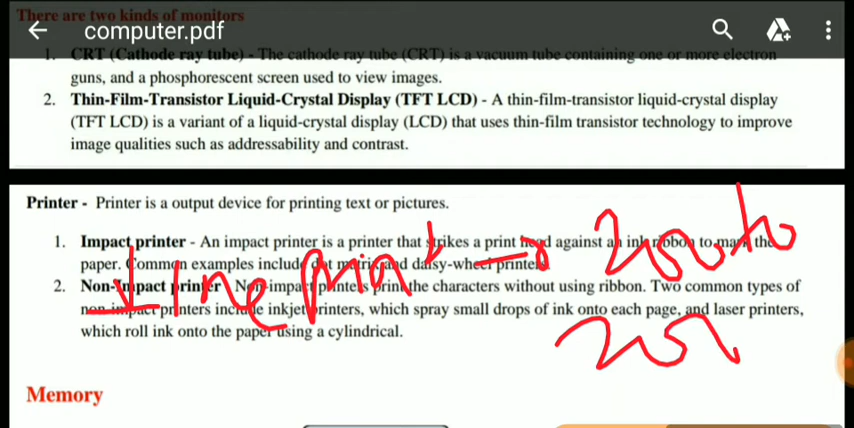 There are two kinds of monitors
computer.pdf
1. CRT (Cathode ray tube) - The cathode ray tube (CRT) is a vacuum tube containing one or more electron
guns, and a phosphorescent screen used to view images.
2. Thin-Film-Transistor Liquid-Crystal Display (TFT LCD) - A thin-film-transistor liquid-crystal display
(TFT LCD) is a variant of a liquid-crystal display (LCD) that uses thin-film transistor technology to improve
image qualities such as addressability and contrast.
Printer - Printer is a output device for printing text or pictures.
1. Impact printer - An impact printer is a printer that strikes a print head against an ink ribbon to mark the
paper. Common examples include dot matrix and daisy-wheel printers.
2. Non-Impact printer - Non-impact printers print the characters without using ribbon. Two common types of
non-impact printers include inkjet printers, which spray small drops of ink onto each page, and laser printers,
which roll ink onto the paper using a cylindrical.
Line print
Memory